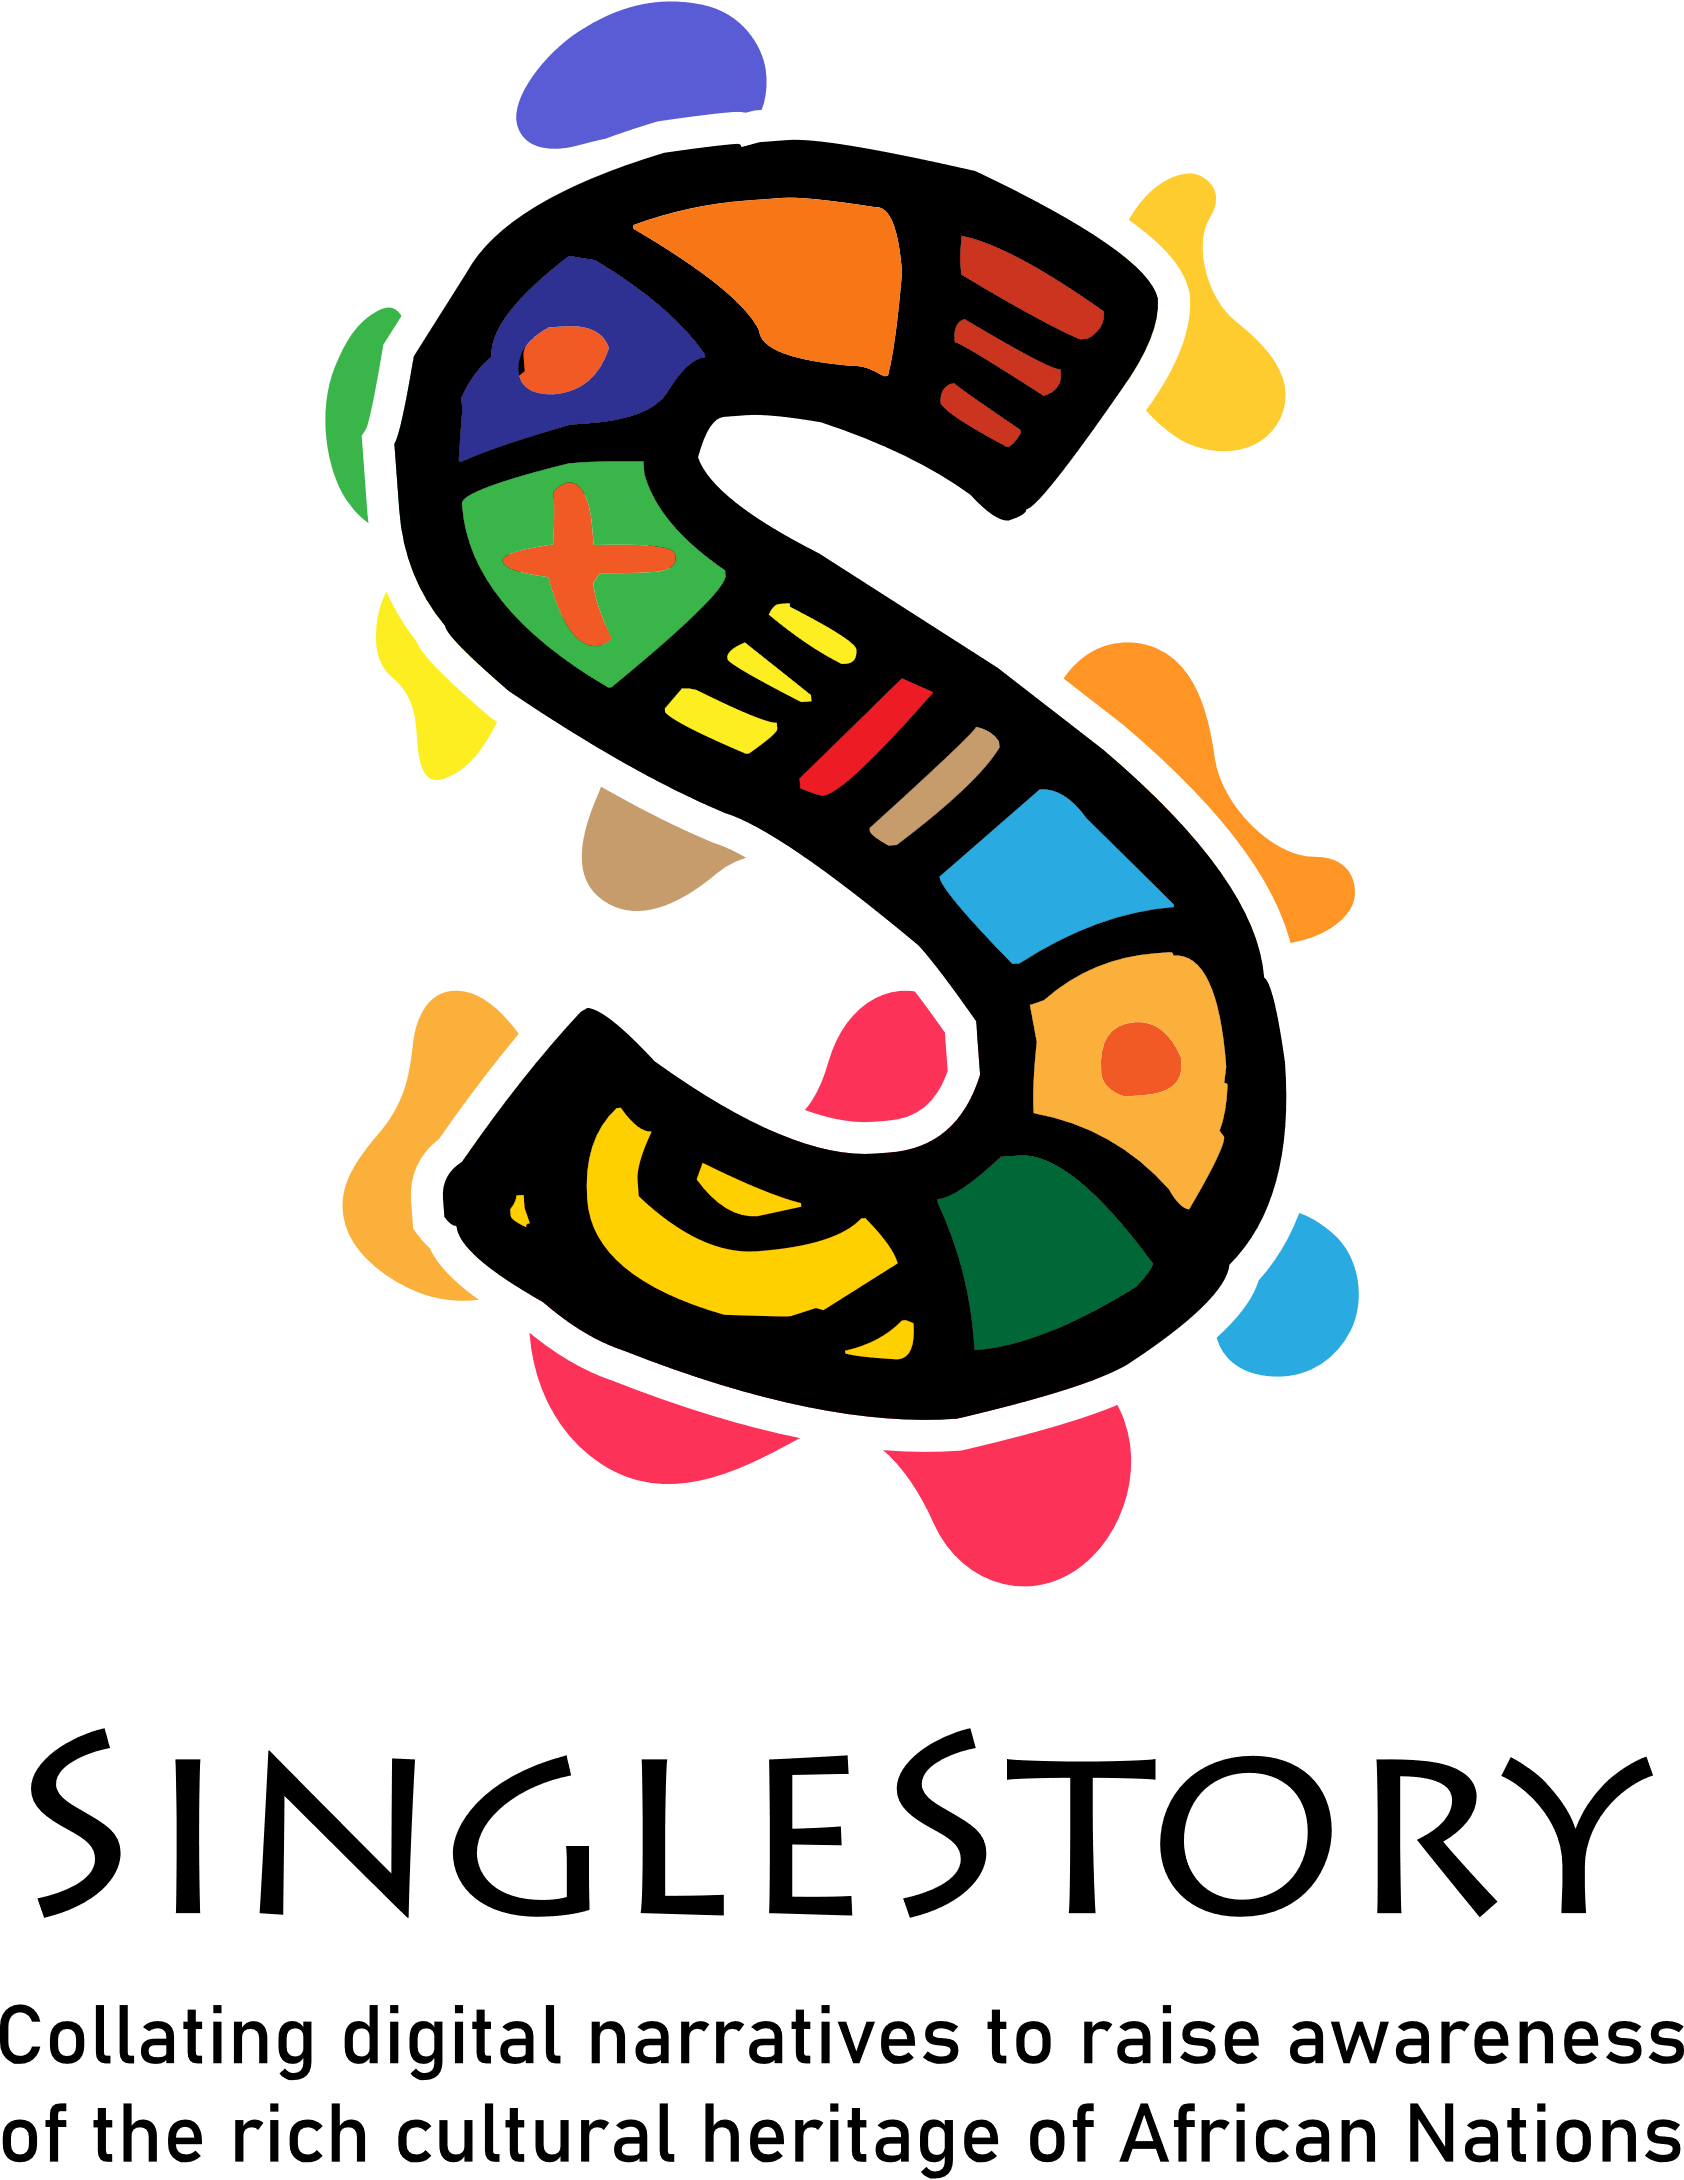 SINGLESTORY
Collating digital narratives to raise awareness
of the rich cultural heritage of African Nations